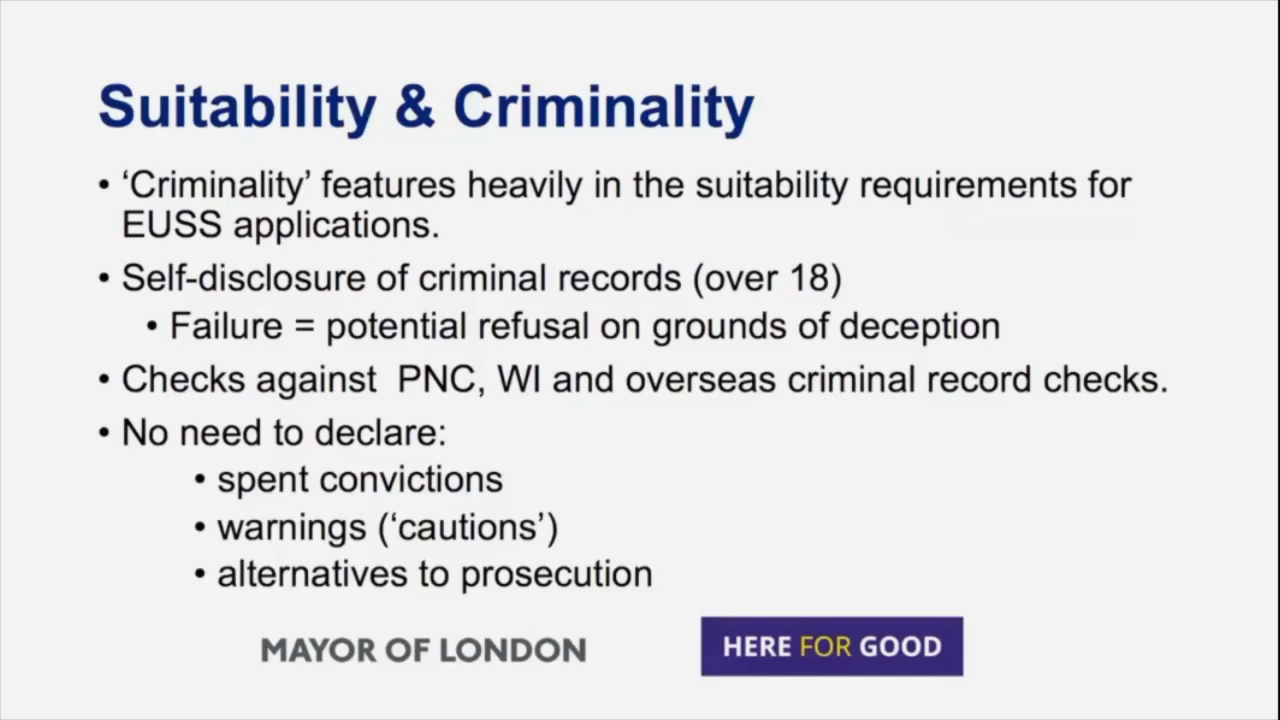 Suitability & Criminality
• ‘Criminality’ features heavily in the suitability requirements for
EUSS applications.
• Self-disclosure of criminal records (over 18)
• Failure = potential refusal on grounds of deception
• Checks against  PNC, WI and overseas criminal record checks.
• No need to declare:
• spent convictions
• warnings (‘cautions’)
• alternatives to prosecution
MAYOR OF LONDON
HERE FOR GOOD